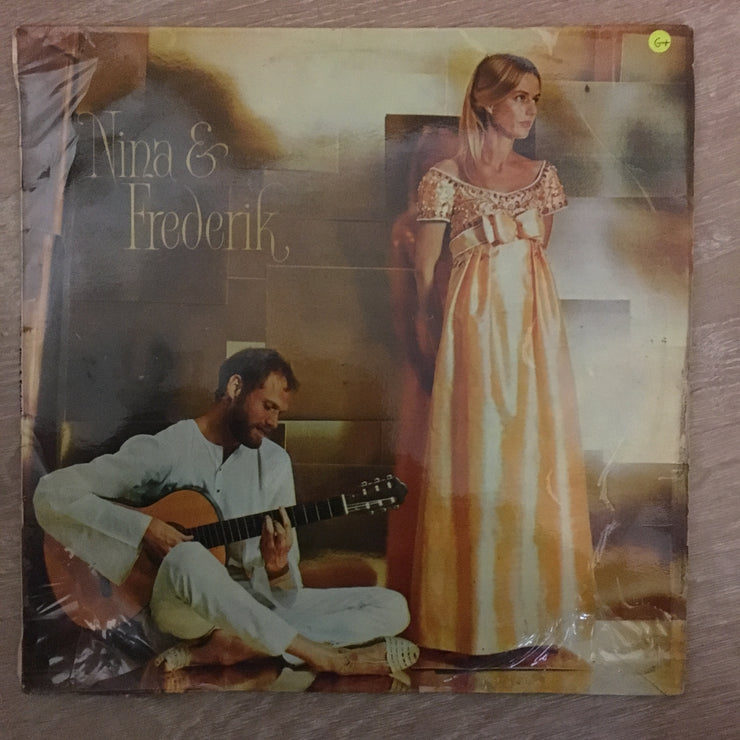 Nina &
Frederik
G+